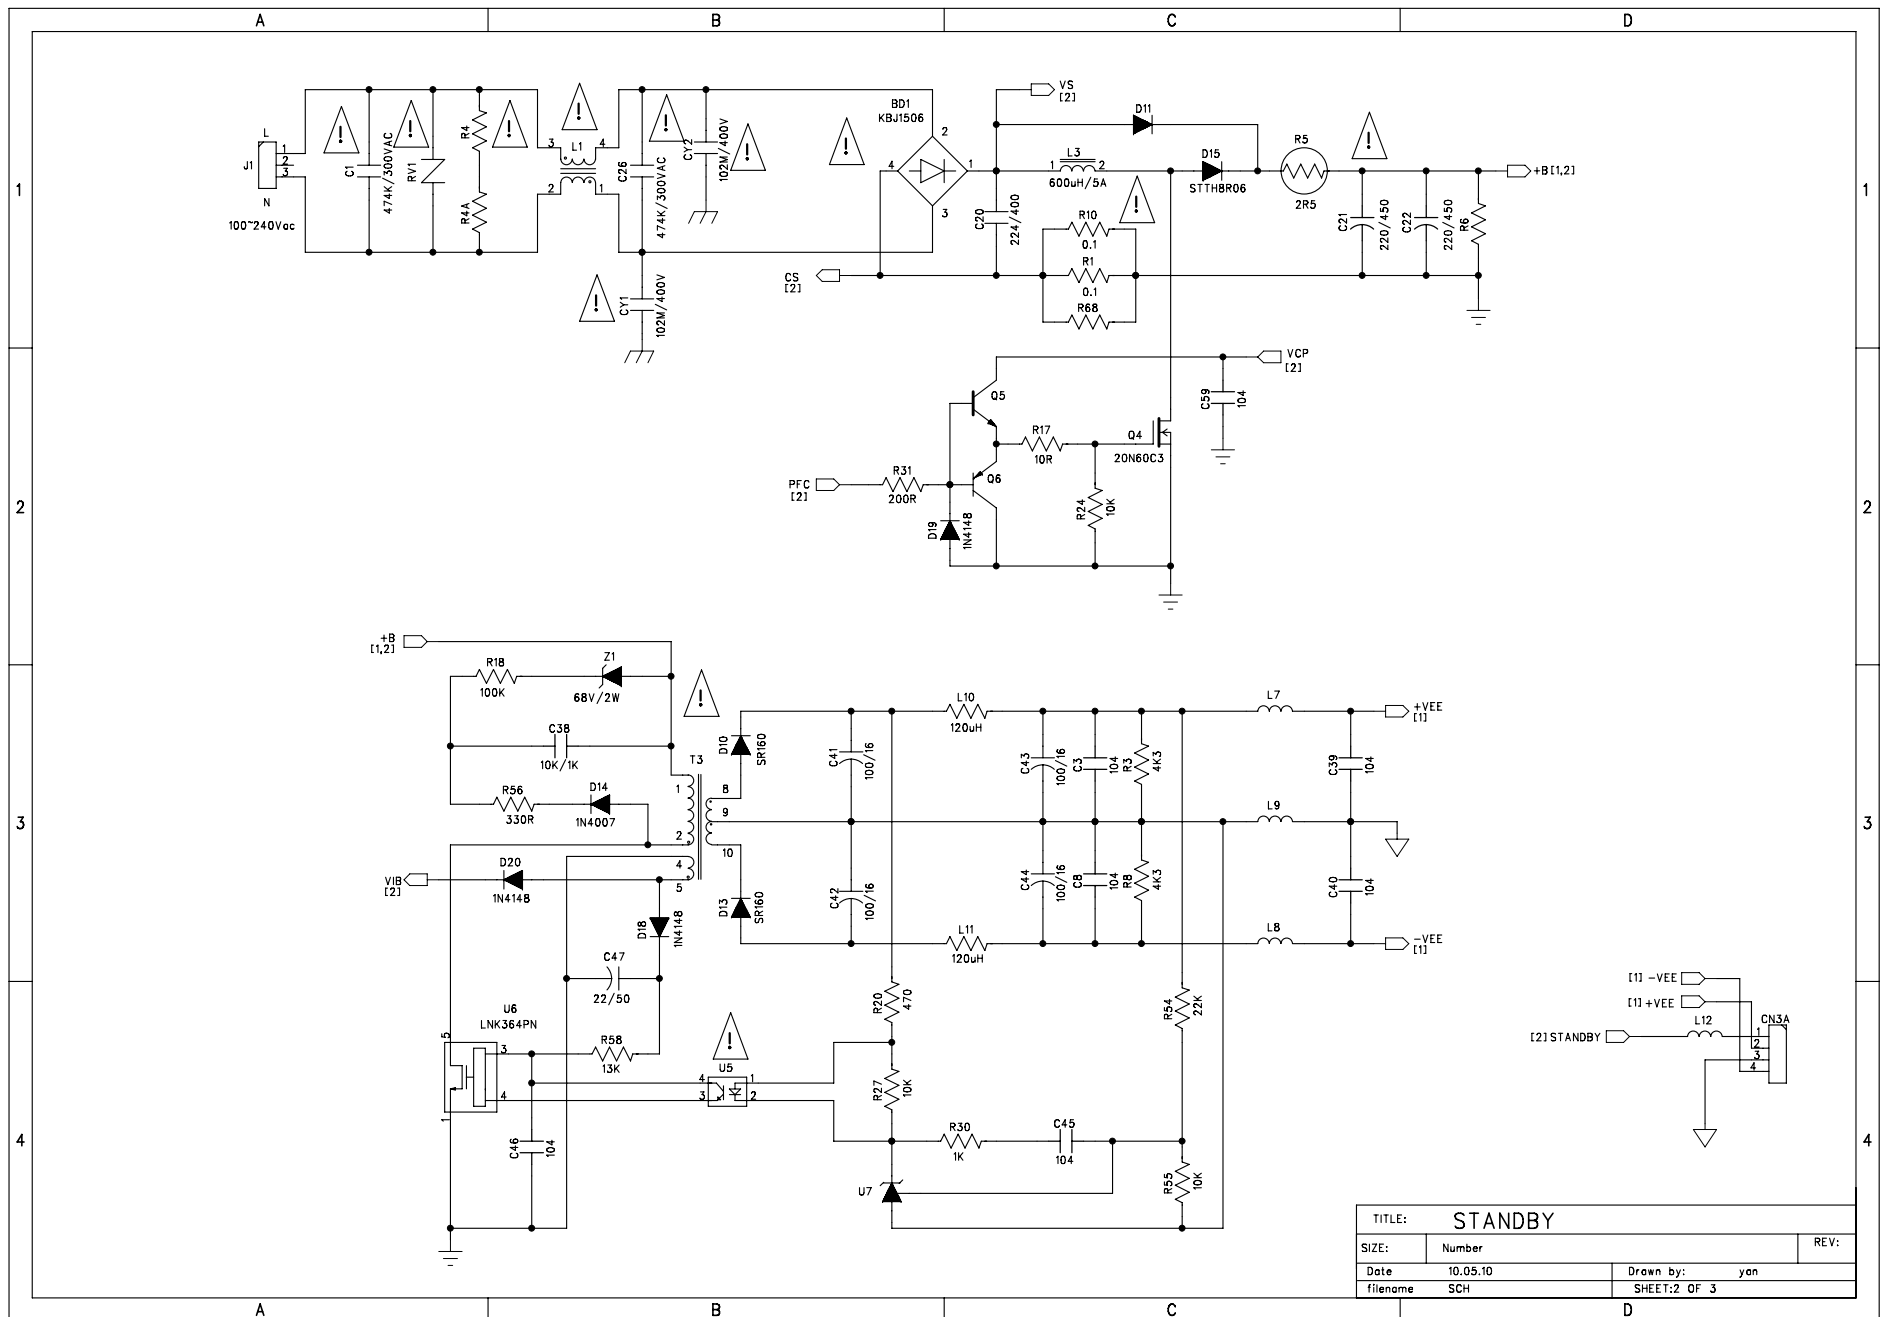 A B C D
1 1
2 2
3 3
4 4
A B C D
J1
L
1
2
3
N
100~240Vac
!
C1
474K/300VAC
!
RV1
R4
R4A
!
!
3 L1 4
2 1
!
C26
474K/300VAC
CY2
102M/400V
!
!
CY1
102M/400V
!
BD1
KBJ1506
2
4 1
3
VS
[2]
D11
L3
1 2
600uH/5A
D15
STTH8R06
R5
2R5
!
+B[1,2]
C20
224/400
R10
0.1
R1
0.1
R68
!
C21
220/450
C22
220/450
R6
CS
[2]
VCP
[2]
C59
104
Q5
Q6
R17
10R
Q4
20N60C3
PFC
[2]
R31
200R
D19
1N4148
R24
10K
+B
[1,2]
R18
100K
Z1
68V/2W
!
C38
10K/1K
R56
330R
D14
1N4007
T3
1
2
4
5
8
9
10
D20
1N4148
VIB
[2]
D18
1N4148
C47
22/50
D10
SR160
D13
SR160
C41
100/16
C42
100/16
L10
120uH
L11
120uH
C43
100/16
C3
104
R3
4K3
C44
100/16
C8
104
R8
4K3
L7
L9
L8
C39
104
C40
104
+VEE
[1]
-VEE
[1]
U6
LNK364PN
5
3
4
1
R58
13K
C46
104
!
U5
4 1
3 2
R20
470
R27
10K
R30
1K
C45
104
U7
R54
22K
R55
10K
[1] -VEE
[1] +VEE
[2] STANDBY
L12
CN3A
1
2
3
4
TITLE: STANDBY
SIZE: Number REV:
Date 10.05.10 Drawn by: yan
filename SCH SHEET:2 OF 3